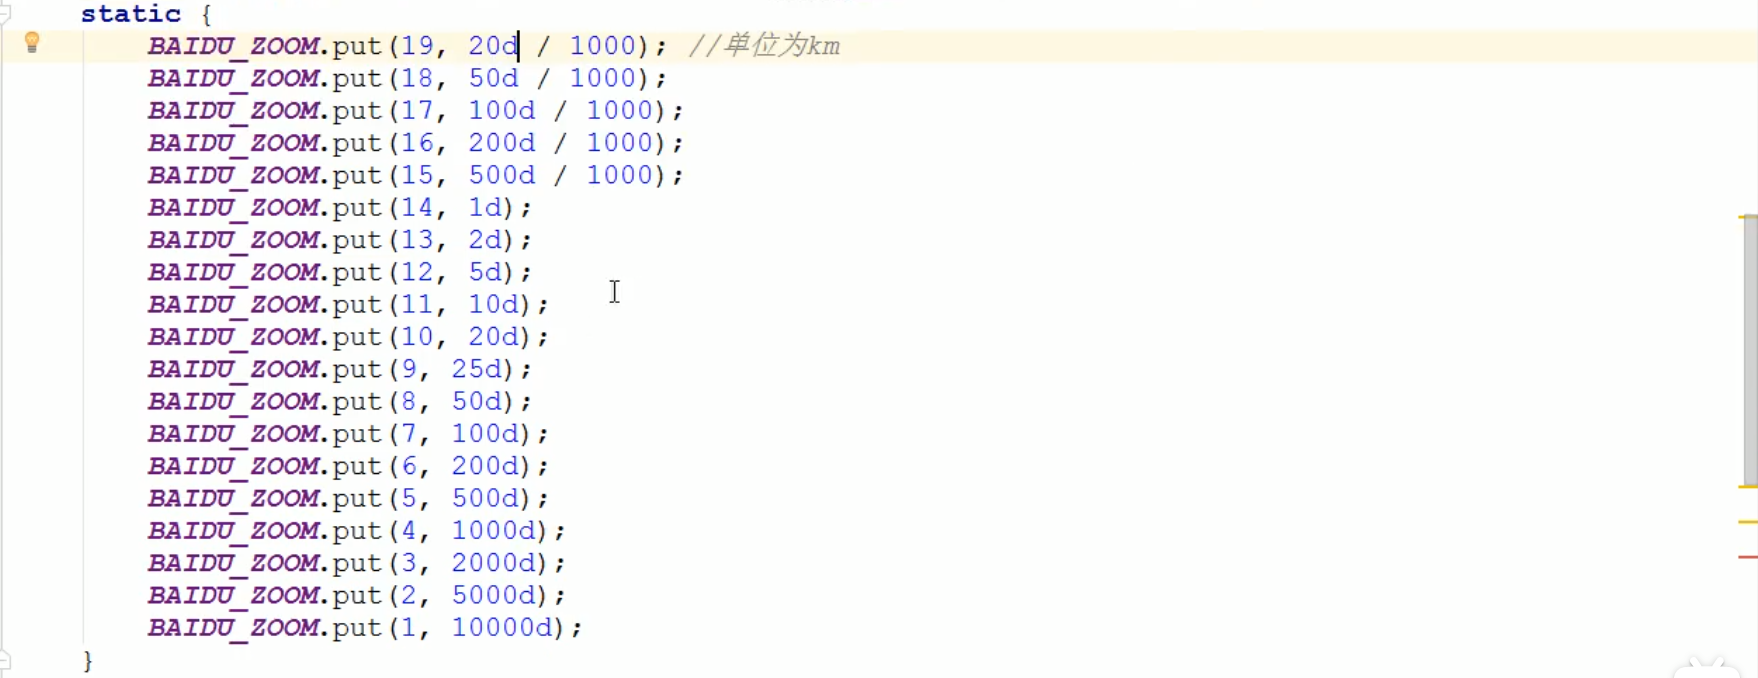 static {
BAIDU_ZOOM.put(19, 20d / 1000); //单位为km
BAIDU_ZOOM.put(18, 50d / 1000);
BAIDU_ZOOM.put(17, 100d / 1000);
BAIDU_ZOOM.put(16, 200d / 1000);
BAIDU_ZOOM.put(15, 500d / 1000);
BAIDU_ZOOM.put(14, 1d);
BAIDU_ZOOM.put(13, 2d);
BAIDU_ZOOM.put(12, 5d);
BAIDU_ZOOM.put(11, 10d);
BAIDU_ZOOM.put(10, 20d);
BAIDU_ZOOM.put(9, 25d);
BAIDU_ZOOM.put(8, 50d);
BAIDU_ZOOM.put(7, 100d);
BAIDU_ZOOM.put(6, 200d);
BAIDU_ZOOM.put(5, 500d);
BAIDU_ZOOM.put(4, 1000d);
BAIDU_ZOOM.put(3, 2000d);
BAIDU_ZOOM.put(2, 5000d);
BAIDU_ZOOM.put(1, 10000d);
}